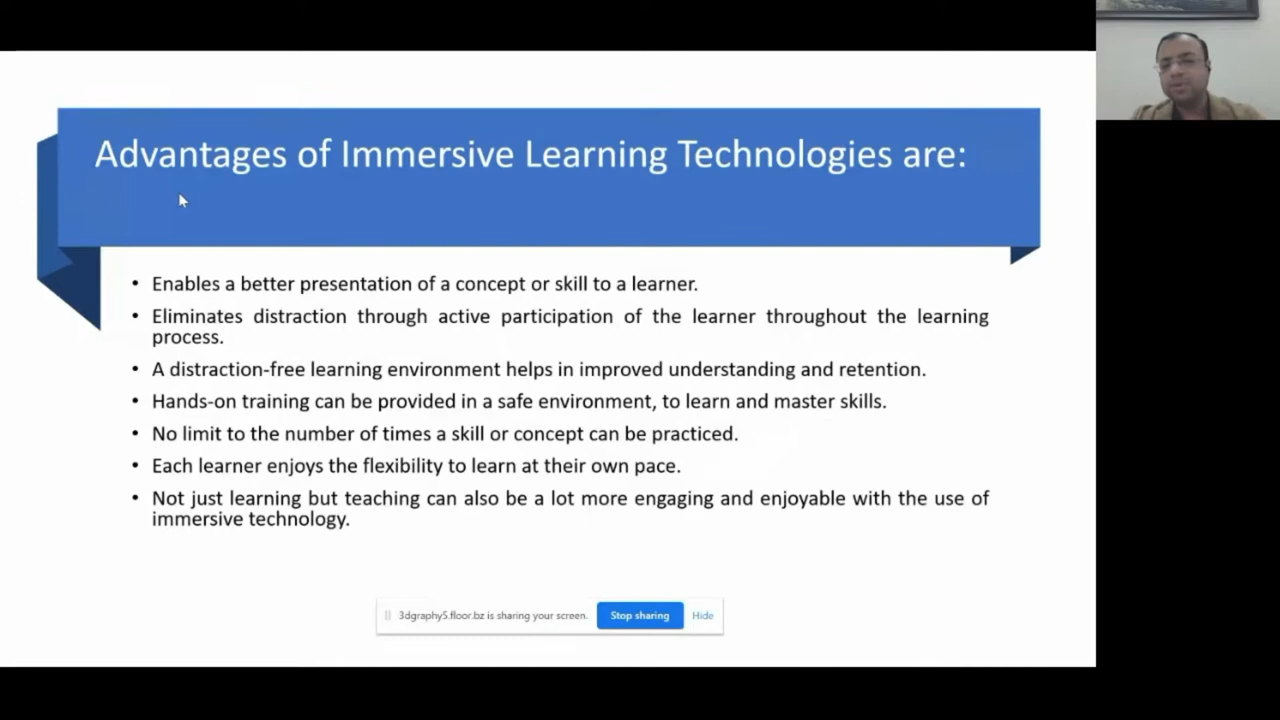 Advantages of Immersive Learning Technologies are:
• Enables a better presentation of a concept or skill to a learner.
• Eliminates distraction through active participation of the learner throughout the learning
process.
• A distraction-free learning environment helps in improved understanding and retention.
• Hands-on training can be provided in a safe environment, to learn and master skills.
• No limit to the number of times a skill or concept can be practiced.
• Each learner enjoys the flexibility to learn at their own pace.
• Not just learning but teaching can also be a lot more engaging and enjoyable with the use of
immersive technology.
3dgraphy5.floor.bz is sharing your screen. Stop sharing Hide